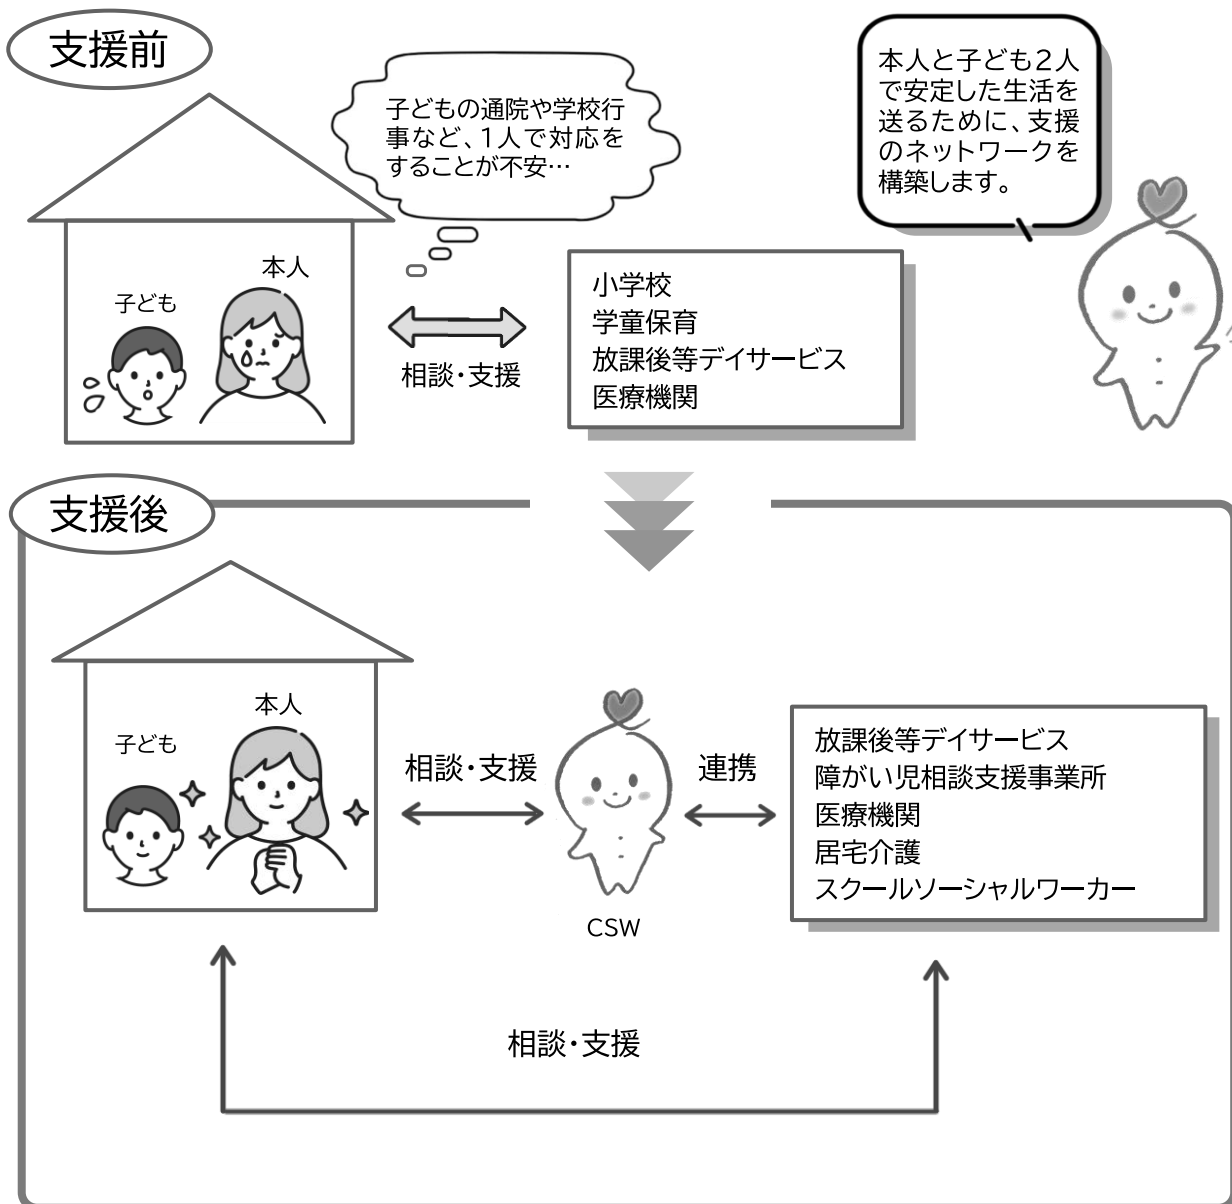 支援前
子どもの通院や学校行
事など、1人で対応を
することが不安…
本人と子ども2人
で安定した生活を
送るために、支援
のネットワークを
構築します。
本人
子ども
相談・支援
小学校
学童保育
放課後等デイサービス
医療機関
支援後
本人
子ども
相談・支援
CSW
連携
放課後等デイサービス
障がい児相談支援事業所
医療機関
居宅介護
スクールソーシャルワーカー
相談・支援